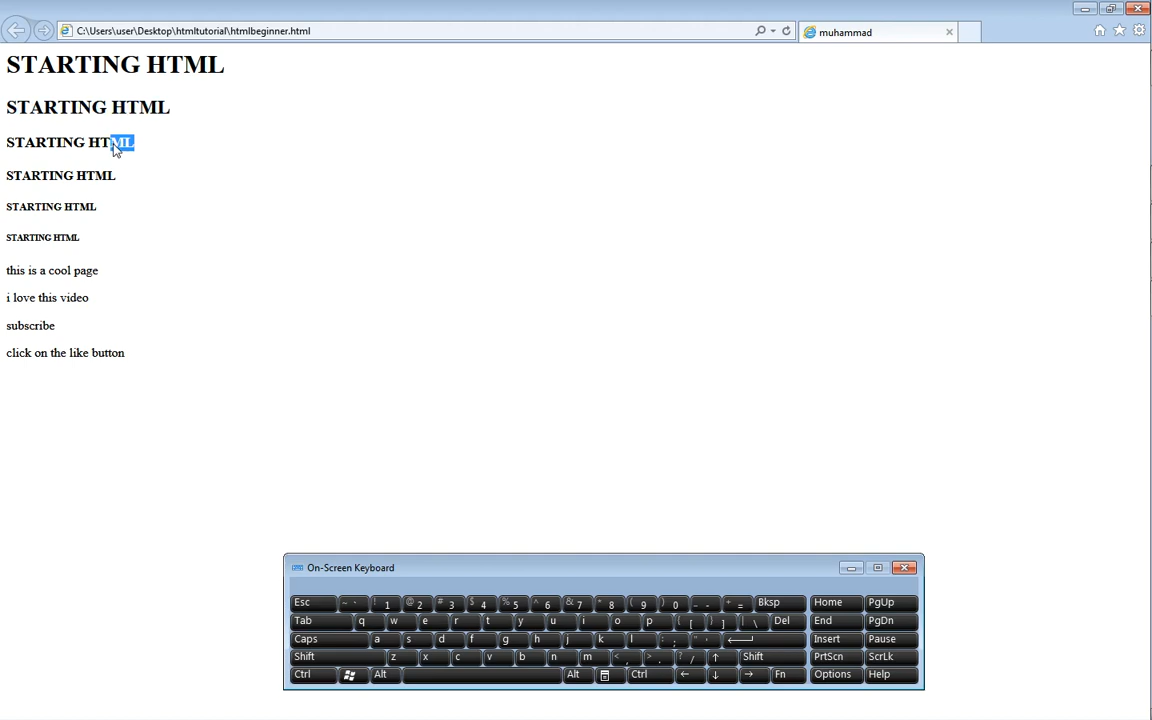 C:\Users\user\Desktop\htmltutorial\htmlbeginner.html
muhammad
STARTING HTML
STARTING HTML
STARTING HTML
STARTING HTML
STARTING HTML
STARTING HTML
this is a cool page
i love this video
subscribe
click on the like button
On-Screen Keyboard
Esc ~ ` ! 1 @ 2 # 3 $ 4 % 5 ^ 6 & 7 * 8 ( 9 ) 0 _ - + = Bksp Home PgUp
Tab q w e r t y u i o p { [ } ] | \ Del End PgDn
Caps a s d f g h j k l : ; " ' Insert Pause
Shift z x c v b n m < , > . ? / ↑ Shift PrtScn ScrLk
Ctrl Alt Alt Ctrl ← ↓ → Fn Options Help